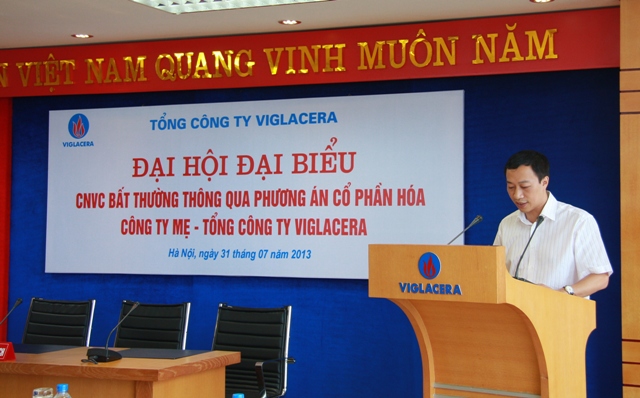 VIỆT NAM QUANG VINH MUÔN NĂM
VIGLACERA
TỔNG CÔNG TY VIGLACERA
ĐẠI HỘI ĐẠI BIỂU
CNVC BẤT THƯỜNG THÔNG QUA PHƯƠNG ÁN CỔ PHẦN HÓA
CÔNG TY MẸ - TỔNG CÔNG TY VIGLACERA
Hà Nội, ngày 31 tháng 07 năm 2013
VIGLACERA